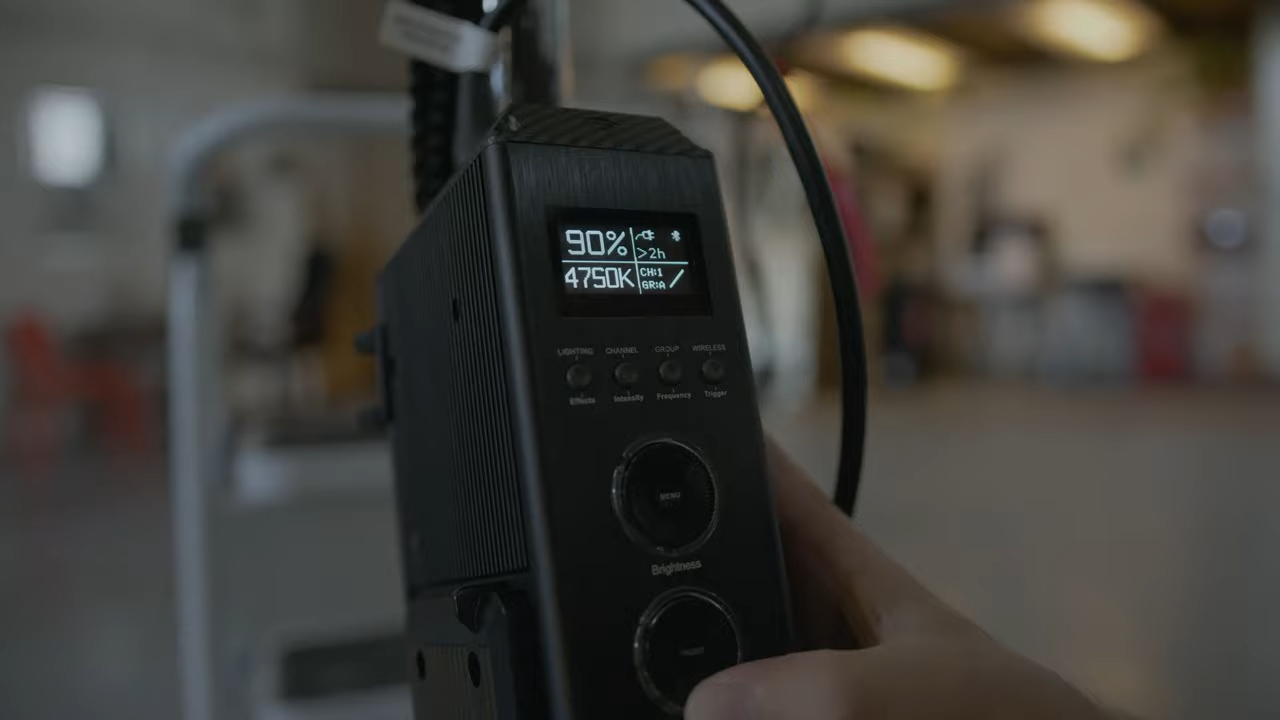 90% >2h
4750K CH:1
GR:A
LIGHTING CHANNEL GROUP WIRELESS
Effects Intensity Frequency Trigger
MENU
Brightness